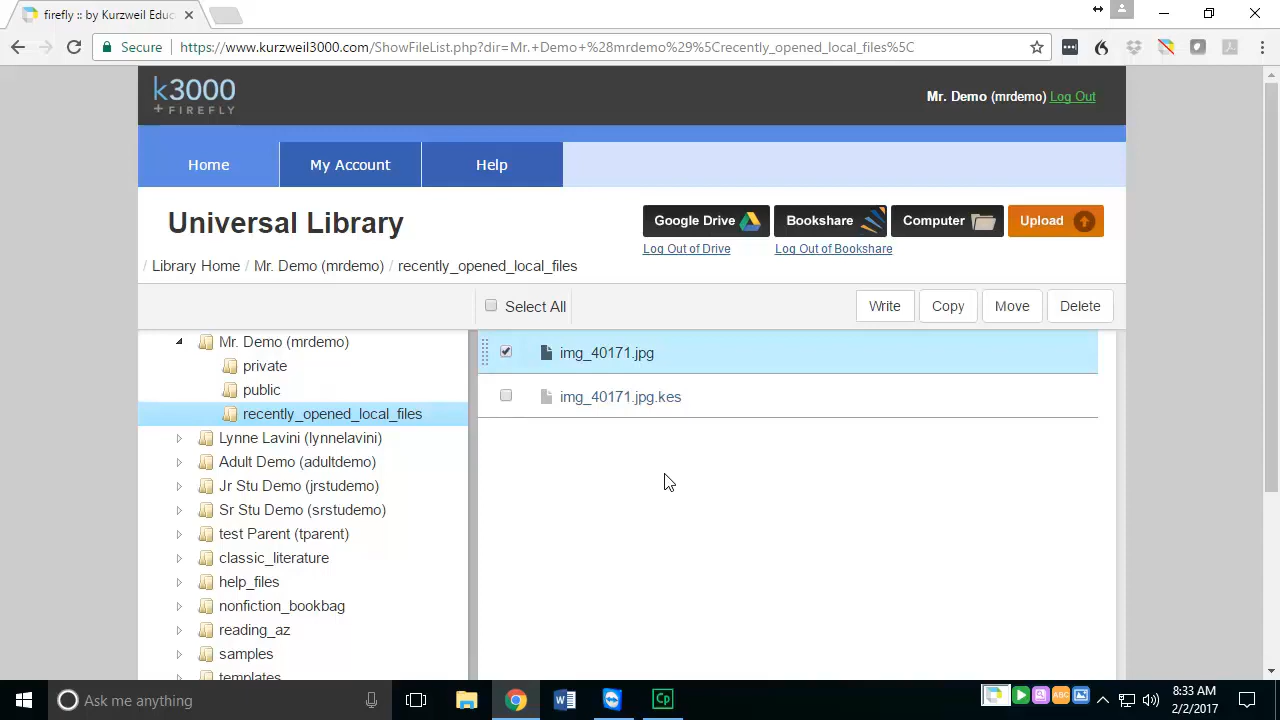 firefly :: by Kurzweil Educ
Secure https://www.kurzweil3000.com/ShowFileList.php?dir=Mr.+Demo+%28mrdemo%29%5Crecently_opened_local_files%5C
k3000
+ FIREFLY
Mr. Demo (mrdemo) Log Out
Home My Account Help
Universal Library
Google Drive Bookshare Computer Upload
Log Out of Drive Log Out of Bookshare
/ Library Home / Mr. Demo (mrdemo) / recently_opened_local_files
Select All Write Copy Move Delete
Mr. Demo (mrdemo)
private
public
recently_opened_local_files
Lynne Lavini (lynnelavini)
Adult Demo (adultdemo)
Jr Stu Demo (jrstudemo)
Sr Stu Demo (srstudemo)
test Parent (tparent)
classic_literature
help_files
nonfiction_bookbag
reading_az
samples
templates
img_40171.jpg
img_40171.jpg.kes
Ask me anything
Cp
ABC
8:33 AM
2/2/2017